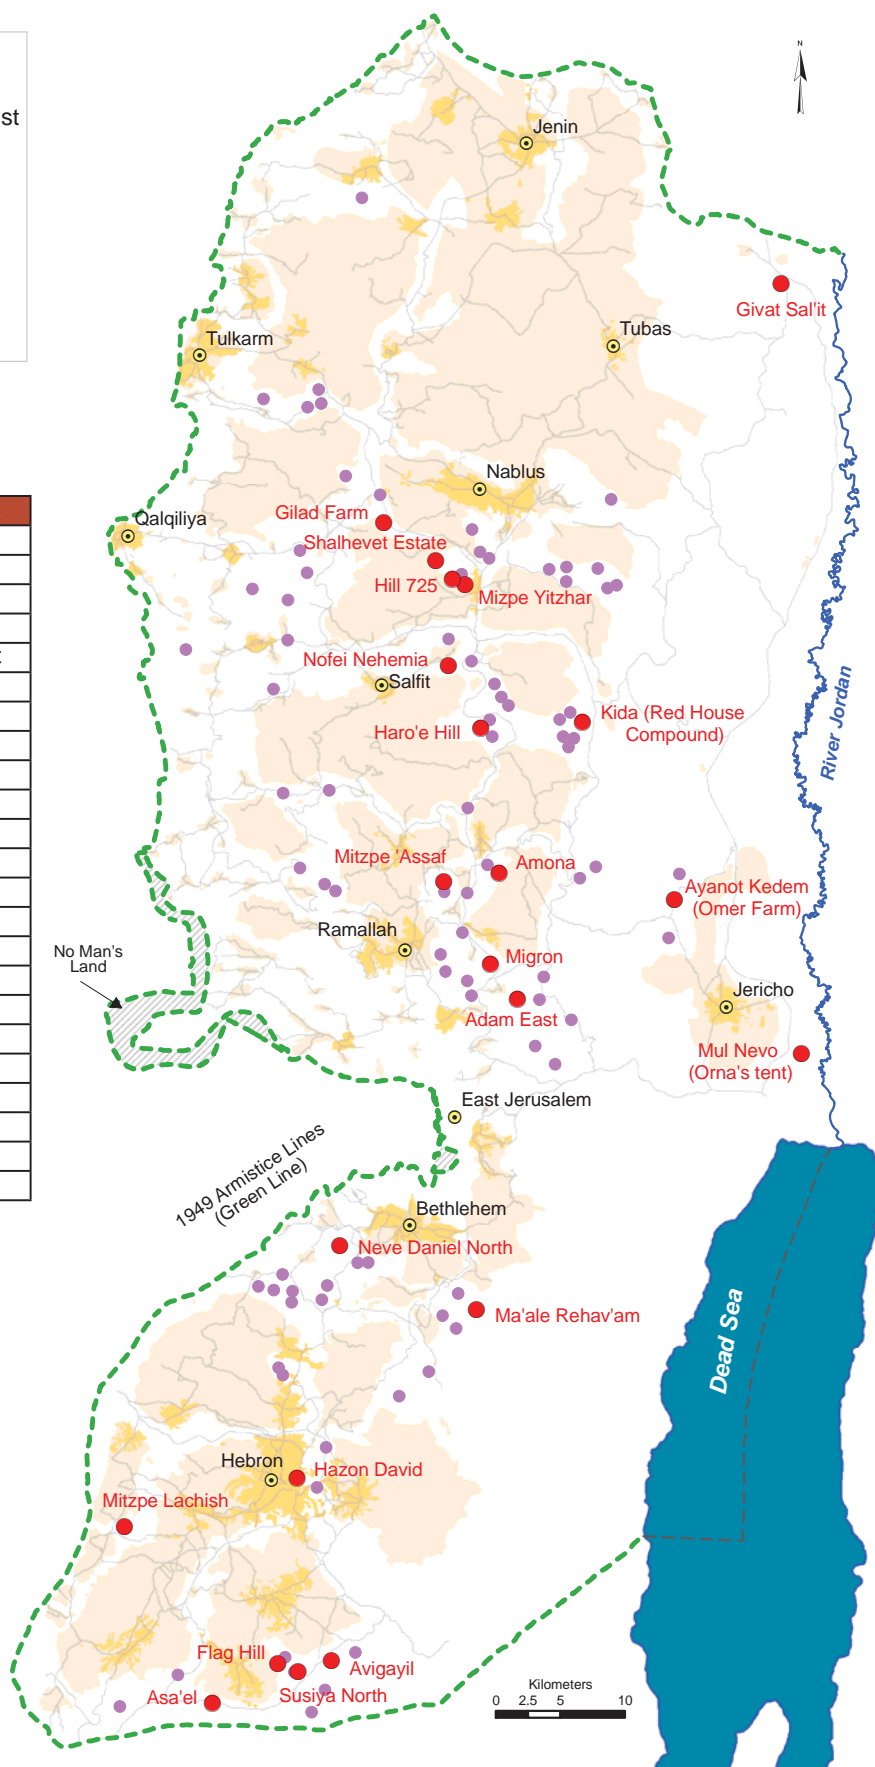 st
N
Jenin
Givat Sal'it
Tulkarm
Tubas
Nablus
Gilad Farm
Qalqiliya
Shalhevet Estate
Hill 725
Mizpe Yitzhar
Nofei Nehemia
Salfit
Haro'e Hill
Kida (Red House
Compound)
River Jordan
Mitzpe 'Assaf
Amona
Ayanot Kedem
(Omer Farm)
Ramallah
No Man's
Land
Migron
Jericho
Adam East
Mul Nevo
(Orna's tent)
East Jerusalem
1949 Armistice Lines
(Green Line)
Bethlehem
Neve Daniel North
Ma'ale Rehav'am
Dead Sea
Hebron
Hazon David
Mitzpe Lachish
Flag Hill
Avigayil
Asa'el
Susiya North
Kilometers
0 2.5 5 10